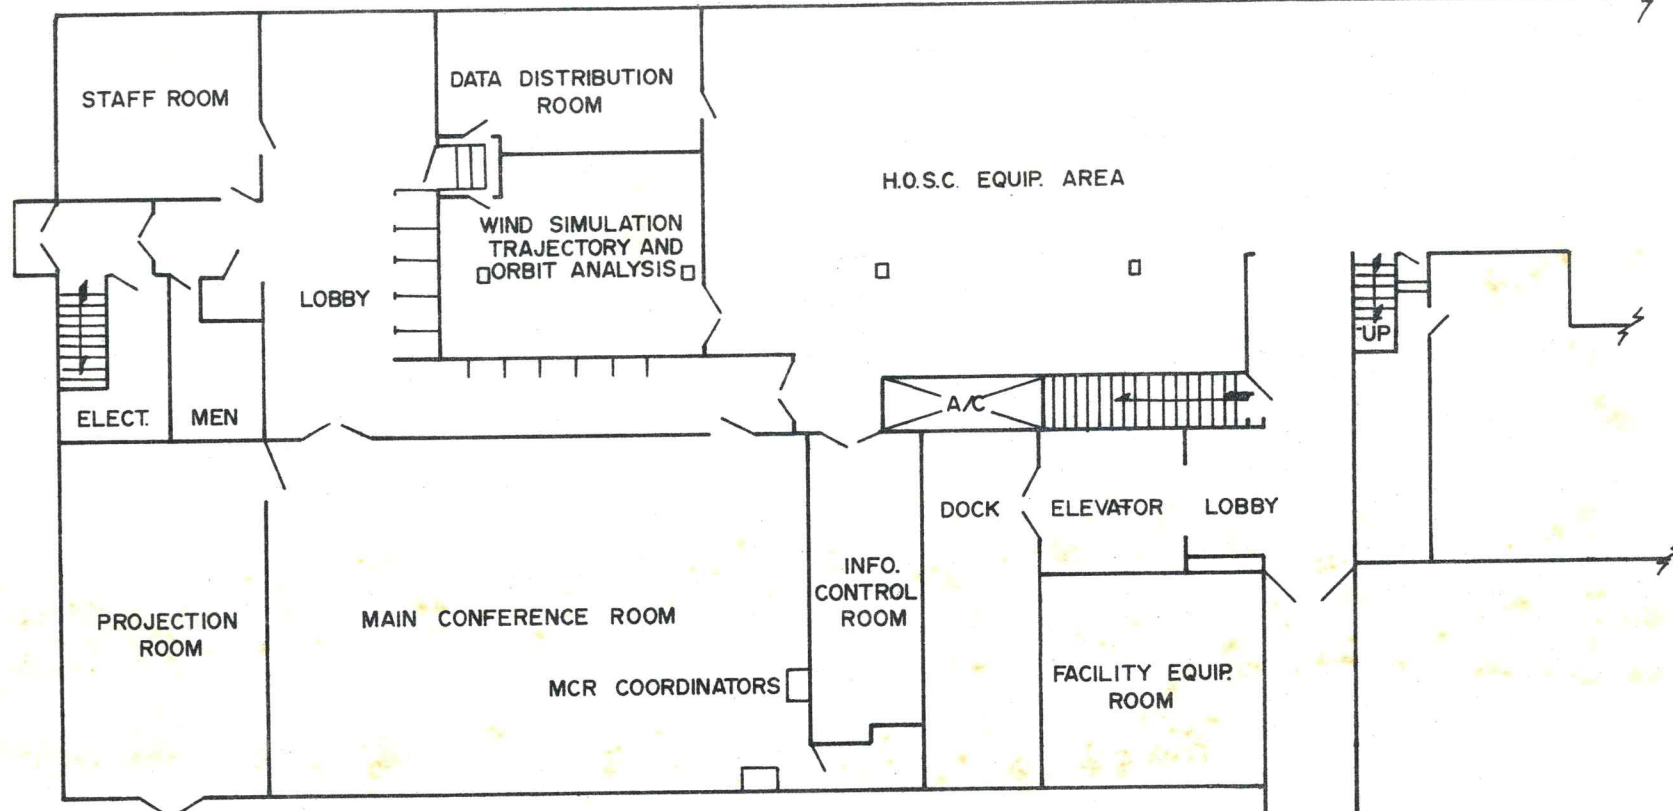 STAFF ROOM
DATA DISTRIBUTION
ROOM
H.O.S.C. EQUIP. AREA
WIND SIMULATION
TRAJECTORY AND
ORBIT ANALYSIS
LOBBY
UP
ELECT.
MEN
A/C
DOCK
ELEVATOR
LOBBY
INFO.
CONTROL
ROOM
PROJECTION
ROOM
MAIN CONFERENCE ROOM
MCR COORDINATORS
FACILITY EQUIP.
ROOM